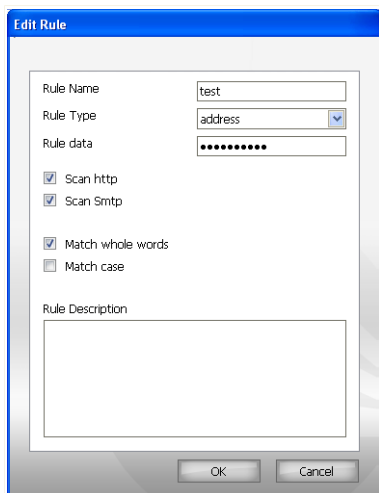 Edit Rule
Rule Name
test
Rule Type
address
Rule data
••••••••••
Scan http
Scan Smtp
Match whole words
Match case
Rule Description
OK
Cancel